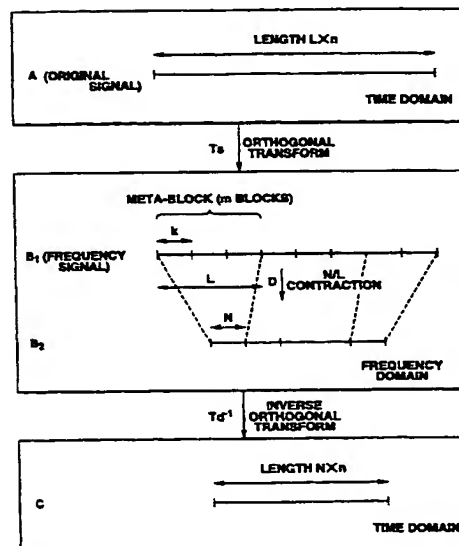 LENGTH L×n
A (ORIGINAL SIGNAL)
TIME DOMAIN
Ts
ORTHOGONAL TRANSFORM
META-BLOCK (m BLOCKS)
k
B1 (FREQUENCY SIGNAL)
L
D
N/L CONTRACTION
N
B2
FREQUENCY DOMAIN
Td-1
INVERSE ORTHOGONAL TRANSFORM
LENGTH N×n
C
TIME DOMAIN